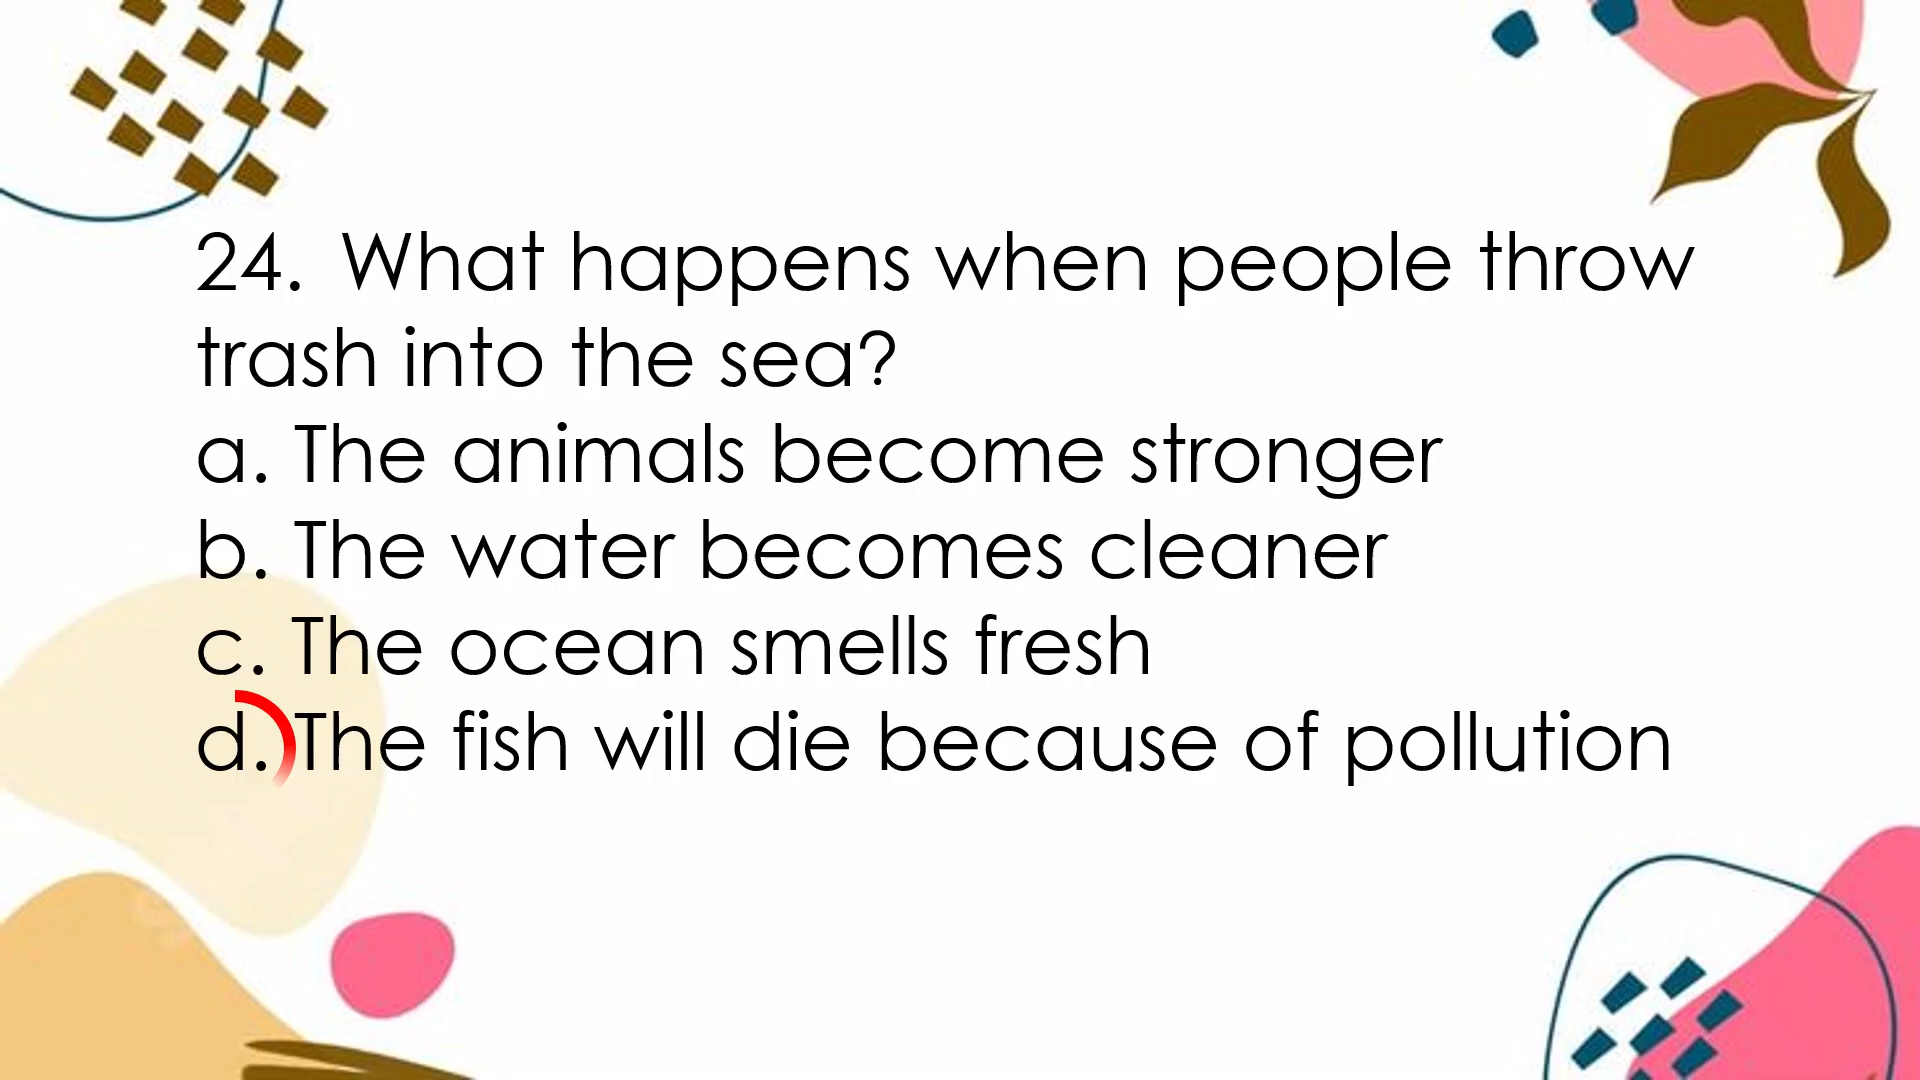 24. What happens when people throw
trash into the sea?
a. The animals become stronger
b. The water becomes cleaner
c. The ocean smells fresh
d. The fish will die because of pollution